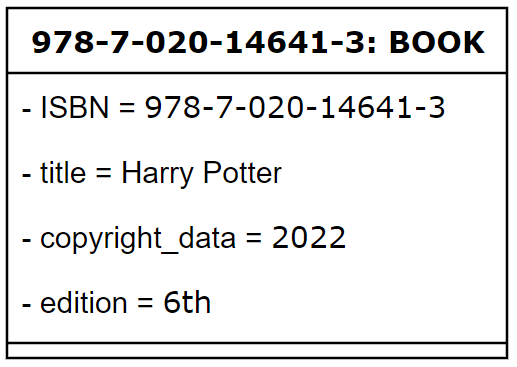 978-7-020-14641-3: BOOK
- ISBN = 978-7-020-14641-3
- title = Harry Potter
- copyright_data = 2022
- edition = 6th